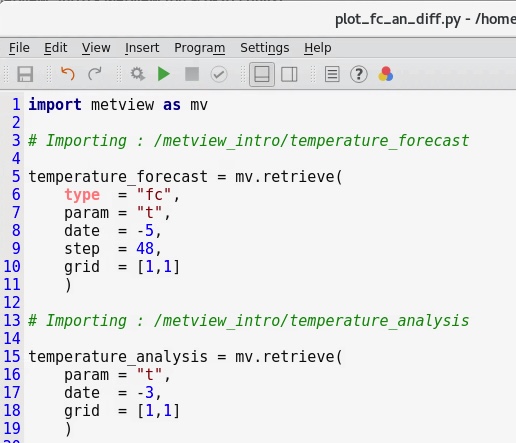 plot_fc_an_diff.py - /home
File Edit View Insert Program Settings Help
1 import metview as mv
2
3 # Importing : /metview_intro/temperature_forecast
4
5 temperature_forecast = mv.retrieve(
6     type  = "fc",
7     param = "t",
8     date  = -5,
9     step  = 48,
10     grid  = [1,1]
11     )
12
13 # Importing : /metview_intro/temperature_analysis
14
15 temperature_analysis = mv.retrieve(
16     param = "t",
17     date  = -3,
18     grid  = [1,1]
19     )